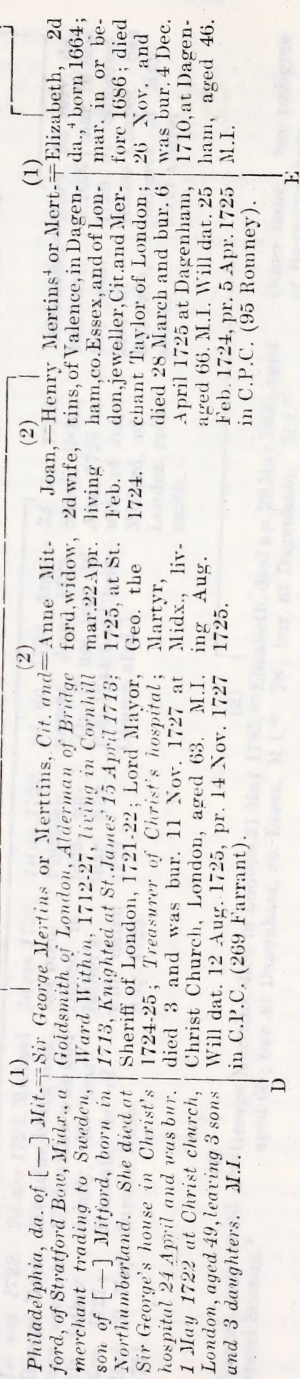 (1)
Philadelphia, da. of [—] Mit-
ford, of Stratford Bow, Midx., a
merchant trading to Sweden,
son of [—] Mitford, born in
Northumberland. She died at
Sir George's house in Christ's
hospital 24 April and was bur.
1 May 1722 at Christ church,
London, aged 49, leaving 3 sons
and 3 daughters. M.I.
=Sir George Mertins or Merttins, Cit. and=
Goldsmith of London, Alderman of Bridge
Ward Within, 1712-27, living in Cornhill
1713, Knighted at St. James' 15 April 1713;
Sheriff of London, 1721-22; Lord Mayor,
1724-25; Treasurer of Christ's hospital;
died 3 and was bur. 11 Nov. 1727 at
Christ Church, London, aged 63. M.I.
Will dat. 12 Aug. 1725, pr. 14 Nov. 1727
in C.P.C. (269 Farrant).
D
(2)
Anne Mit-
ford, widow,
mar. 22 Apr.
1725, at St.
Geo. the
Martyr,
Midx., liv-
ing Aug.
1725.
(2)
Joan,
2d wife,
living
Feb.
1724.
=Henry Mertins⁴ or Mert-=
tins, of Valence, in Dagen-
ham, co. Essex, and of Lon-
don, jeweller, Cit. and Mer-
chant Taylor of London;
died 28 March and bur. 6
April 1725 at Dagenham,
aged 66. M.I. Will dat. 25
Feb. 1724, pr. 5 Apr. 1725
in C.P.C. (95 Romney).
E
(1)
Elizabeth, 2d
da.,⁴ born 1664;
mar. in or be-
fore 1686; died
26 Nov. and
was bur. 4 Dec.
1710, at Dagen-
ham, aged 46.
M.I.